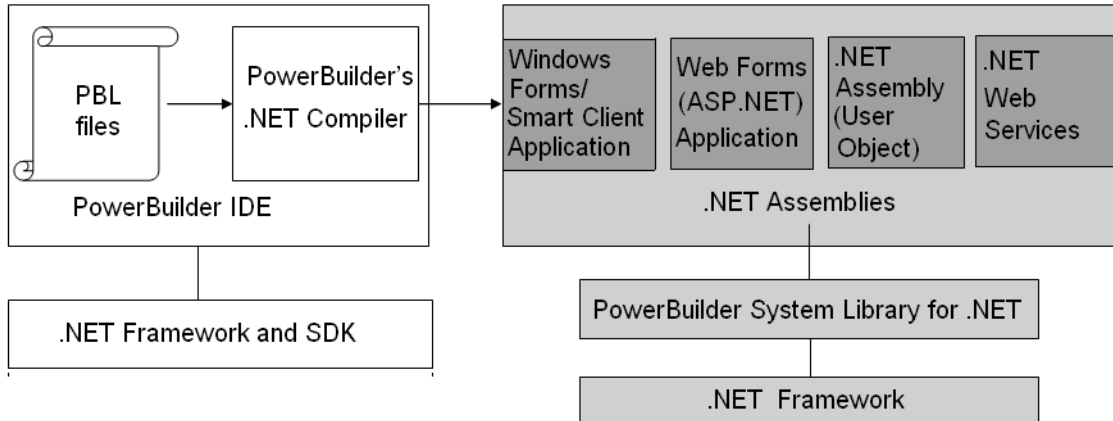 PBL
files
PowerBuilder's
.NET Compiler
PowerBuilder IDE
.NET Framework and SDK
Windows
Forms/
Smart Client
Application
Web Forms
(ASP.NET)
Application
.NET
Assembly
(User
Object)
.NET
Web
Services
.NET Assemblies
PowerBuilder System Library for .NET
.NET Framework